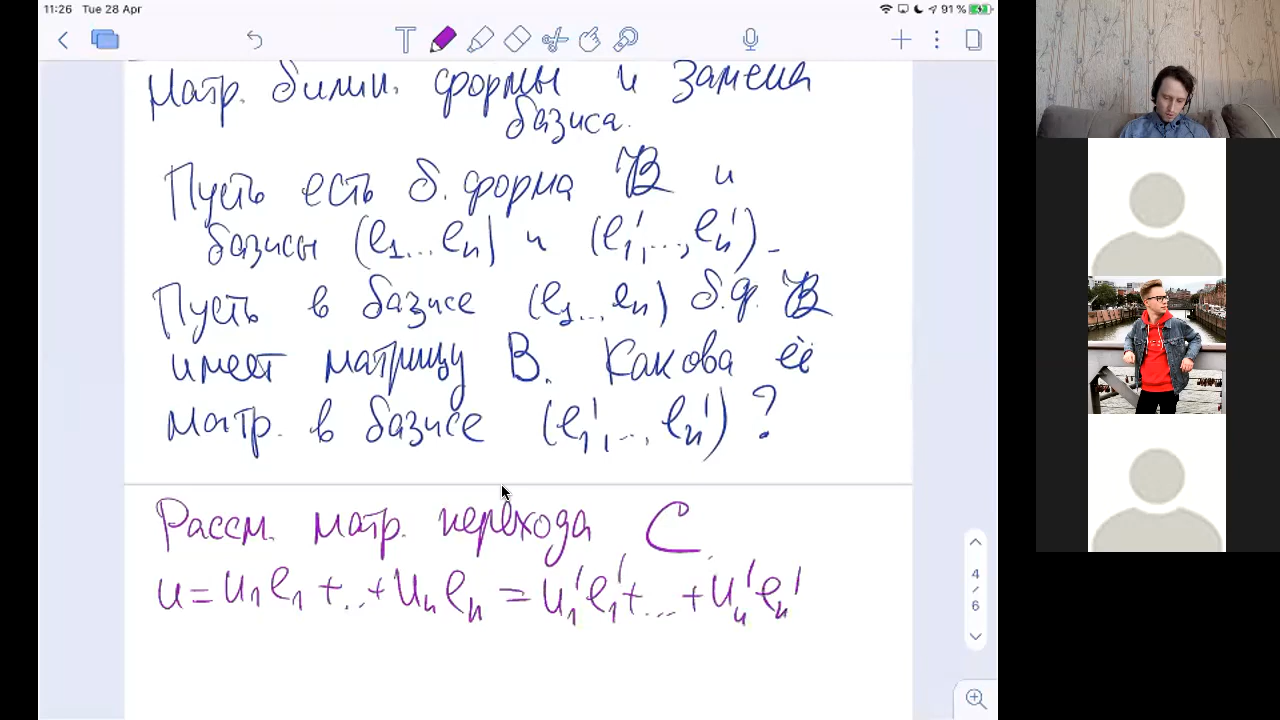 11:26 Tue 28 Apr 91 %
Матр. билин. формы и замена
базиса.
Пусть есть б. форма B и
базисы (e₁...eₙ) и (e₁',...,eₙ').
Пусть в базисе (e₁...eₙ) б.ф. B
имеет матрицу B. Какова её
матр. в базисе (e₁',...,eₙ')?
Рассм. матр. перехода C.
u = u₁e₁+...+uₙeₙ = u₁'e₁'+...+uₙ'eₙ'
4
/
6